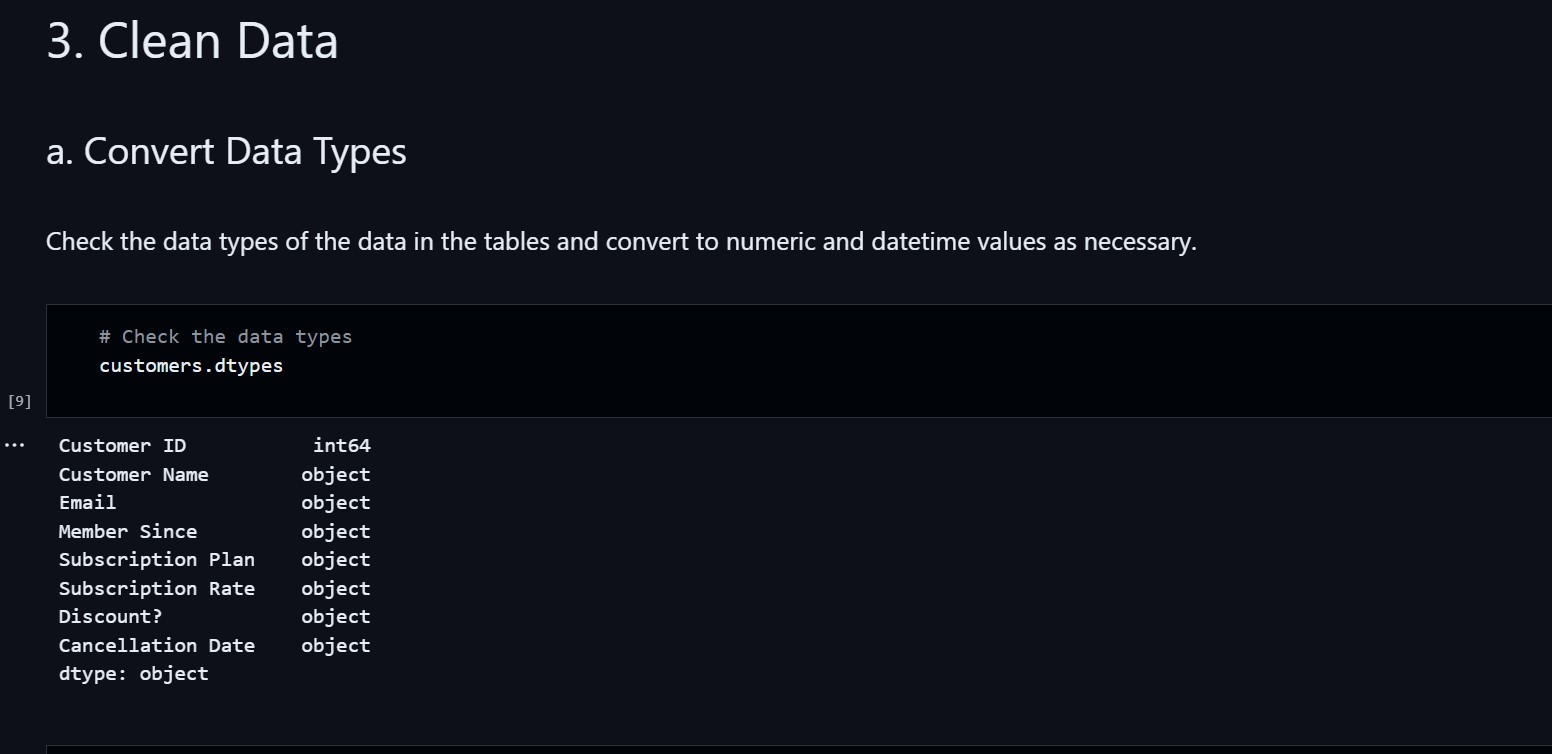 3. Clean Data
a. Convert Data Types
Check the data types of the data in the tables and convert to numeric and datetime values as necessary.
# Check the data types
customers.dtypes
[9]
... Customer ID int64
Customer Name object
Email object
Member Since object
Subscription Plan object
Subscription Rate object
Discount? object
Cancellation Date object
dtype: object